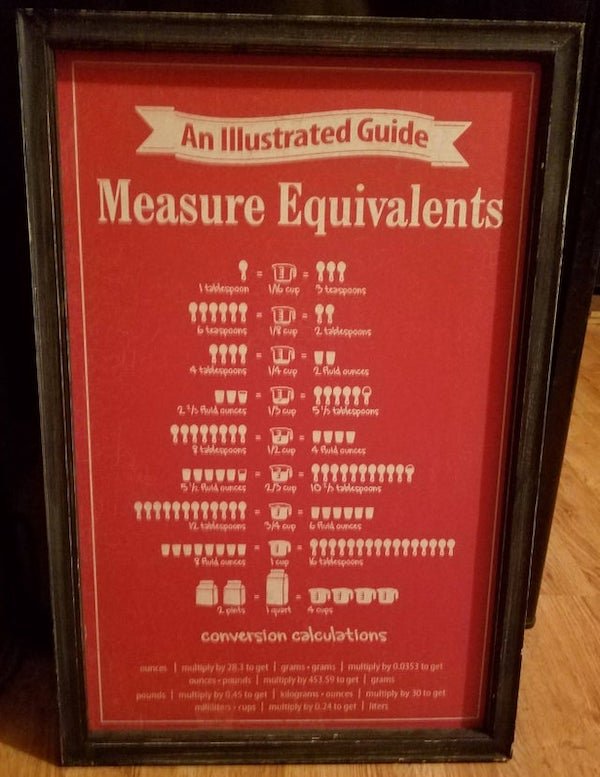 An Illustrated Guide
Measure Equivalents
1 tablespoon = 1/16 cup = 3 teaspoons
6 teaspoons = 1/8 cup = 2 tablespoons
4 tablespoons = 1/4 cup = 2 fluid ounces
2 2/3 fluid ounces = 1/3 cup = 5 1/3 tablespoons
8 tablespoons = 1/2 cup = 4 fluid ounces
5 1/3 fluid ounces = 2/3 cup = 10 2/3 tablespoons
12 tablespoons = 3/4 cup = 6 fluid ounces
8 fluid ounces = 1 cup = 16 tablespoons
2 pints = 1 quart = 4 cups
conversion calculations
ounces | multiply by 28.3 to get | grams • grams | multiply by 0.0353 to get
ounces • pounds | multiply by 453.59 to get | grams
pounds | multiply by 0.45 to get | kilograms • ounces | multiply by 30 to get
milliliters • cups | multiply by 0.24 to get | liters